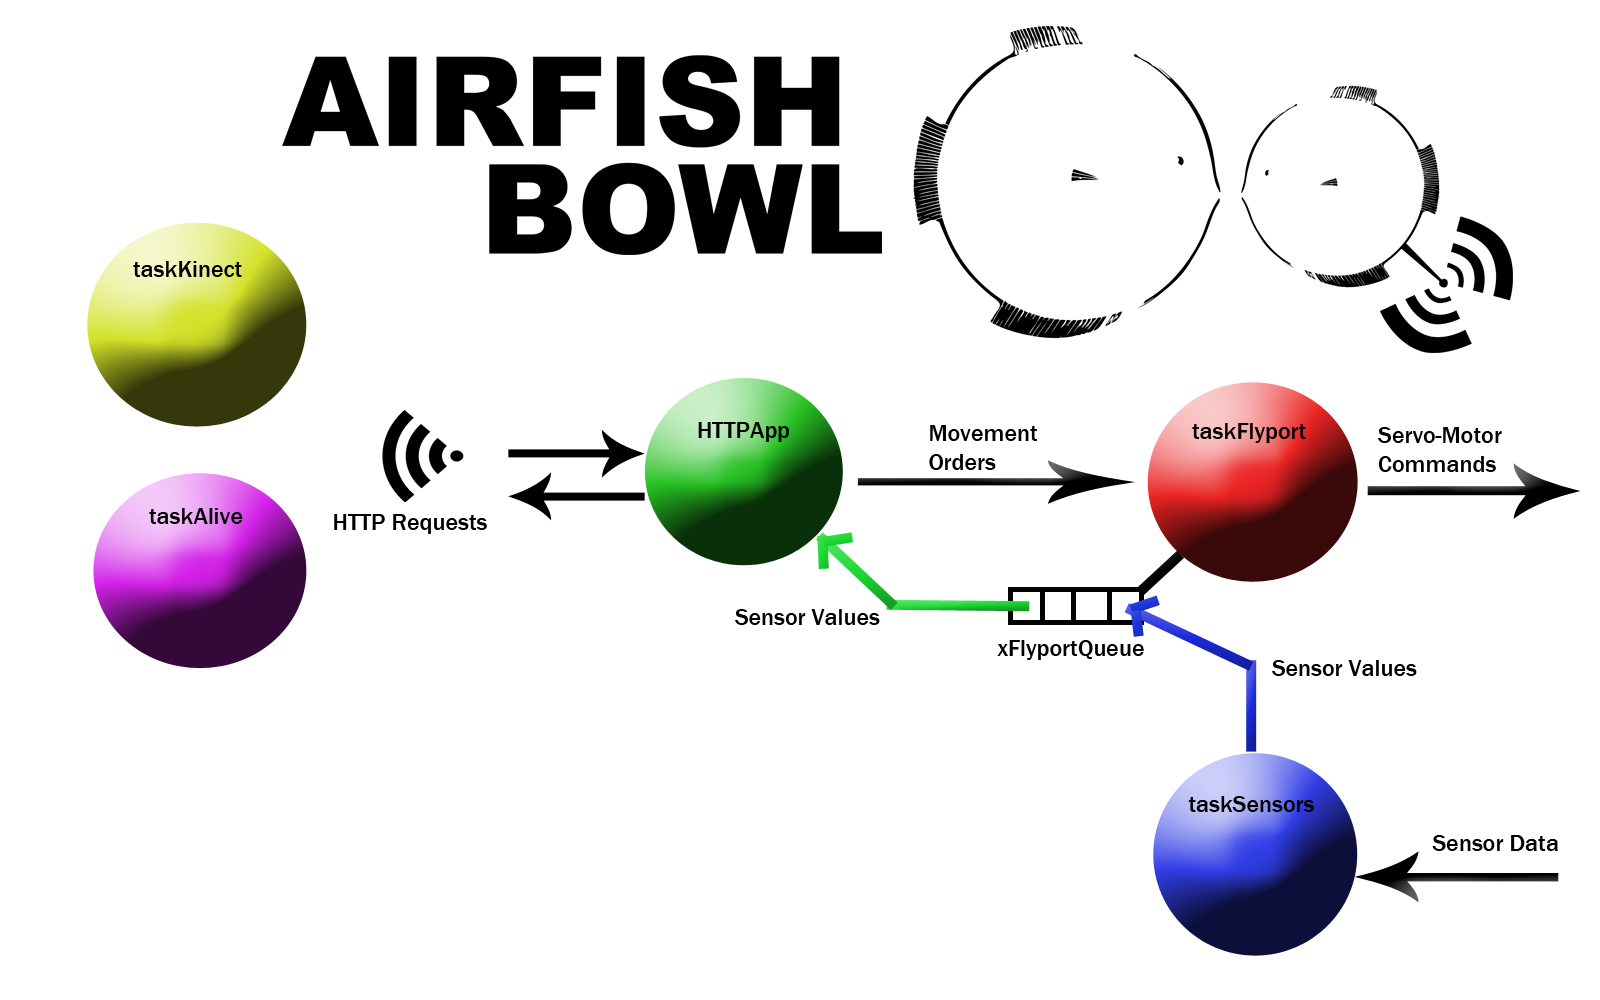 AIRFISH
BOWL
taskKinect
taskAlive
HTTP Requests
HTTPApp
Movement
Orders
taskFlyport
Servo-Motor
Commands
Sensor Values
xFlyportQueue
Sensor Values
taskSensors
Sensor Data